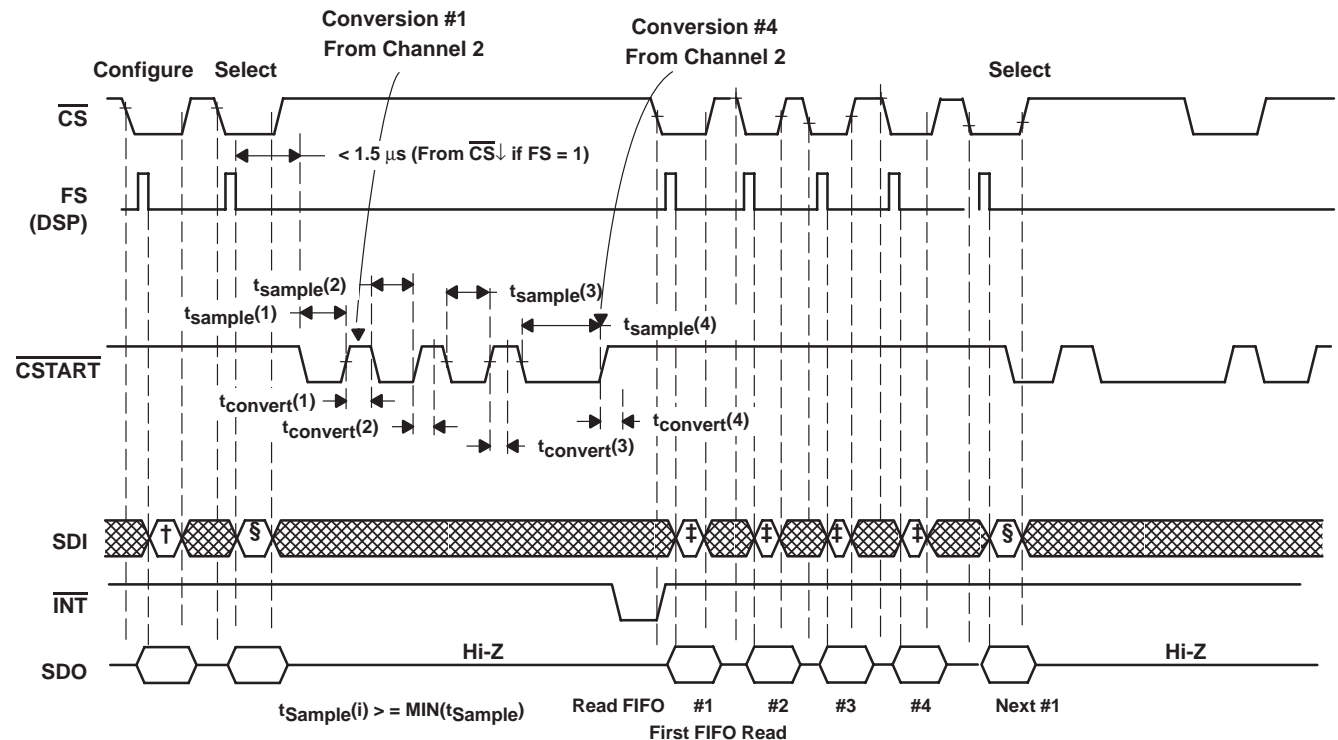 Conversion #1
From Channel 2
Conversion #4
From Channel 2
Configure
Select
Select
CS
< 1.5 μs (From CS↓ if FS = 1)
FS
(DSP)
tsample(2)
tsample(3)
tsample(1)
tsample(4)
CSTART
tconvert(1)
tconvert(4)
tconvert(2)
tconvert(3)
SDI
†
§
‡
‡
‡
‡
§
INT
Hi-Z
Hi-Z
SDO
tSample(i) > = MIN(tSample)
Read FIFO
#1
#2
#3
#4
Next #1
First FIFO Read